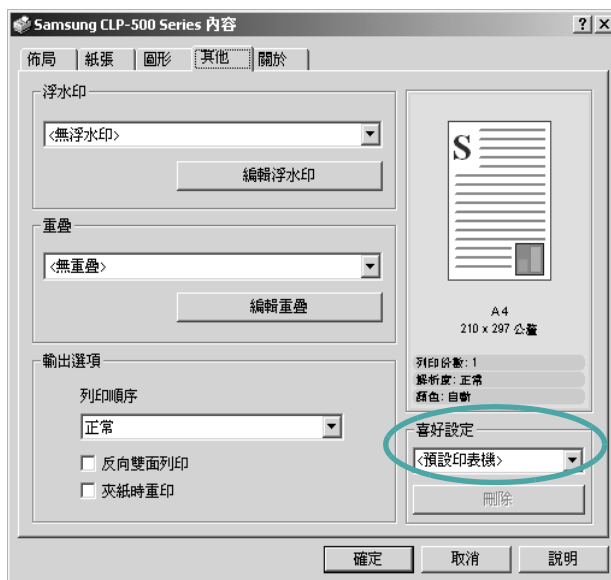 Samsung CLP-500 Series 內容
佈局 紙張 圖形 其他 關於
浮水印
<無浮水印>
編輯浮水印
重疊
<無重疊>
編輯重疊
輸出選項
列印順序
正常
反向雙面列印
夾紙時重印
S
A4
210 x 297 公釐
列印份數: 1
解析度: 正常
顏色: 自動
喜好設定
<預設印表機>
刪除
確定 取消 說明